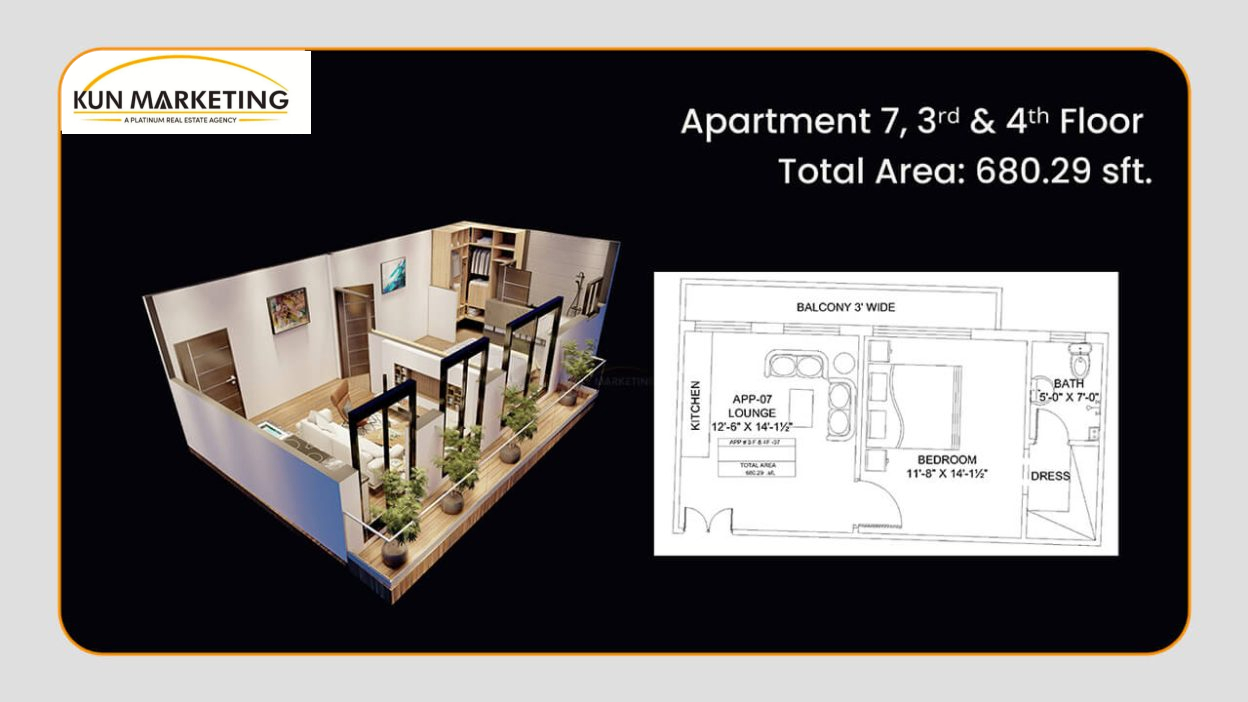 KUN MARKETING
A PLATINUM REAL ESTATE AGENCY
Apartment 7, 3rd & 4th Floor
Total Area: 680.29 sft.
MARKETING
BALCONY 3' WIDE
KITCHEN
APP-07
LOUNGE
12'-6" X 14'-1½"
TOTAL AREA
680.29 sft.
BATH
5'-0" X 7'-0"
BEDROOM
11'-8" X 14'-1½"
DRESS